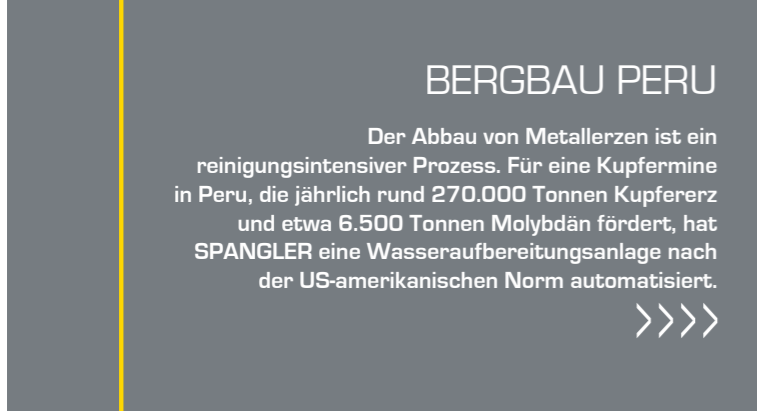 BERGBAU PERU
Der Abbau von Metallerzen ist ein
reinigungsintensiver Prozess. Für eine Kupfermine
in Peru, die jährlich rund 270.000 Tonnen Kupfererz
und etwa 6.500 Tonnen Molybdän fördert, hat
SPANGLER eine Wasseraufbereitungsanlage nach
der US-amerikanischen Norm automatisiert.